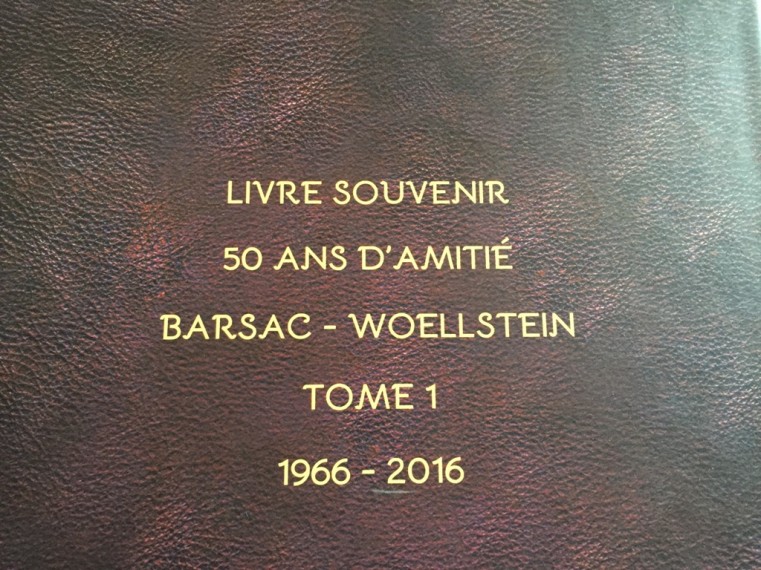 LIVRE SOUVENIR
50 ANS D'AMITIÉ
BARSAC - WOELLSTEIN
TOME 1
1966 - 2016